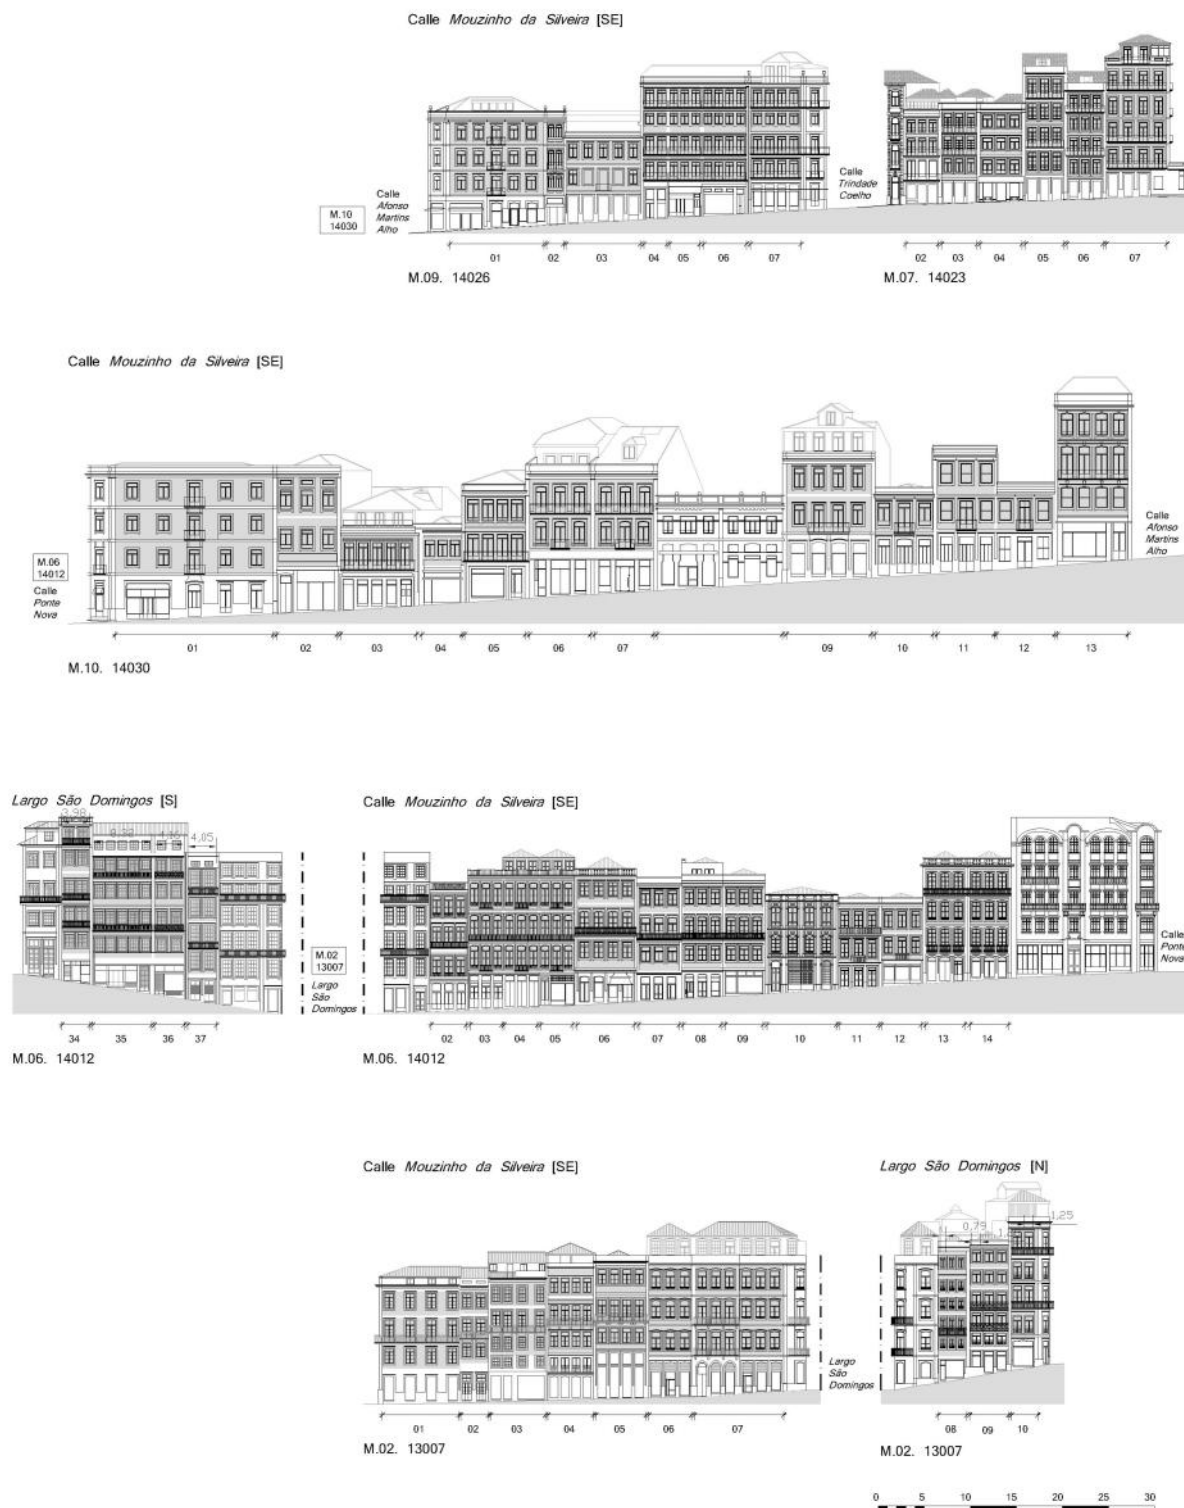 Calle Mouzinho da Silveira [SE]
Calle
Afonso
Martins
Alho
M.10
14030
Calle
Trindade
Coelho
01 02 03 04 05 06 07
02 03 04 05 06 07
M.09. 14026
M.07. 14023
Calle Mouzinho da Silveira [SE]
M.06
14012
Calle
Ponte
Nova
Calle
Afonso
Martins
Alho
01 02 03 04 05 06 07 09 10 11 12 13
M.10. 14030
Largo São Domingos [S]
Calle Mouzinho da Silveira [SE]
3,98
4,05
M.02
13007
Largo
São
Domingos
Calle
Ponte
Nova
34 35 36 37
02 03 04 05 06 07 08 09 10 11 12 13 14
M.06. 14012
M.06. 14012
Calle Mouzinho da Silveira [SE]
Largo São Domingos [N]
1,25
0,79
Largo
São
Domingos
01 02 03 04 05 06 07
08 09 10
M.02. 13007
M.02. 13007
0 5 10 15 20 25 30